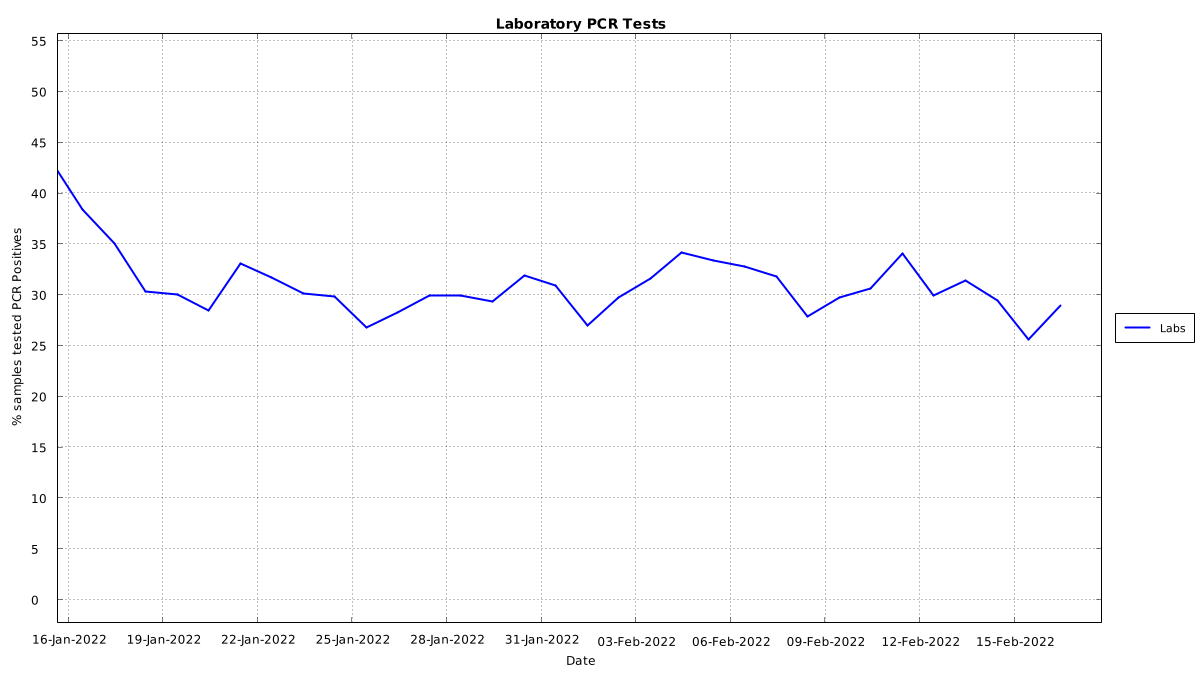 Laboratory PCR Tests
55
50
45
40
35
30
25
20
15
10
5
0
% samples tested PCR Positives
16-Jan-2022 19-Jan-2022 22-Jan-2022 25-Jan-2022 28-Jan-2022 31-Jan-2022 03-Feb-2022 06-Feb-2022 09-Feb-2022 12-Feb-2022 15-Feb-2022
Date
Labs